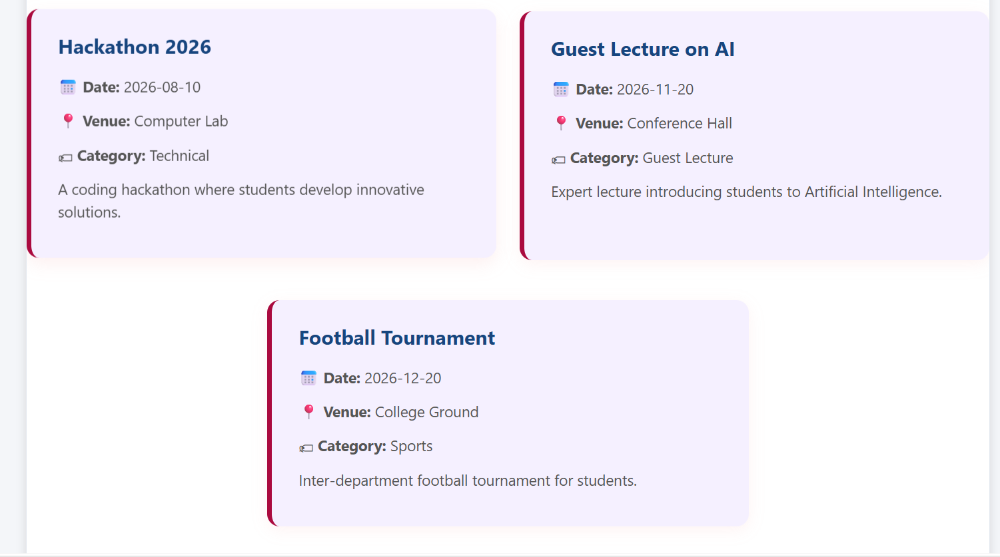 Hackathon 2026
Date: 2026-08-10
Venue: Computer Lab
Category: Technical
A coding hackathon where students develop innovative
solutions.
Guest Lecture on AI
Date: 2026-11-20
Venue: Conference Hall
Category: Guest Lecture
Expert lecture introducing students to Artificial Intelligence.
Football Tournament
Date: 2026-12-20
Venue: College Ground
Category: Sports
Inter-department football tournament for students.